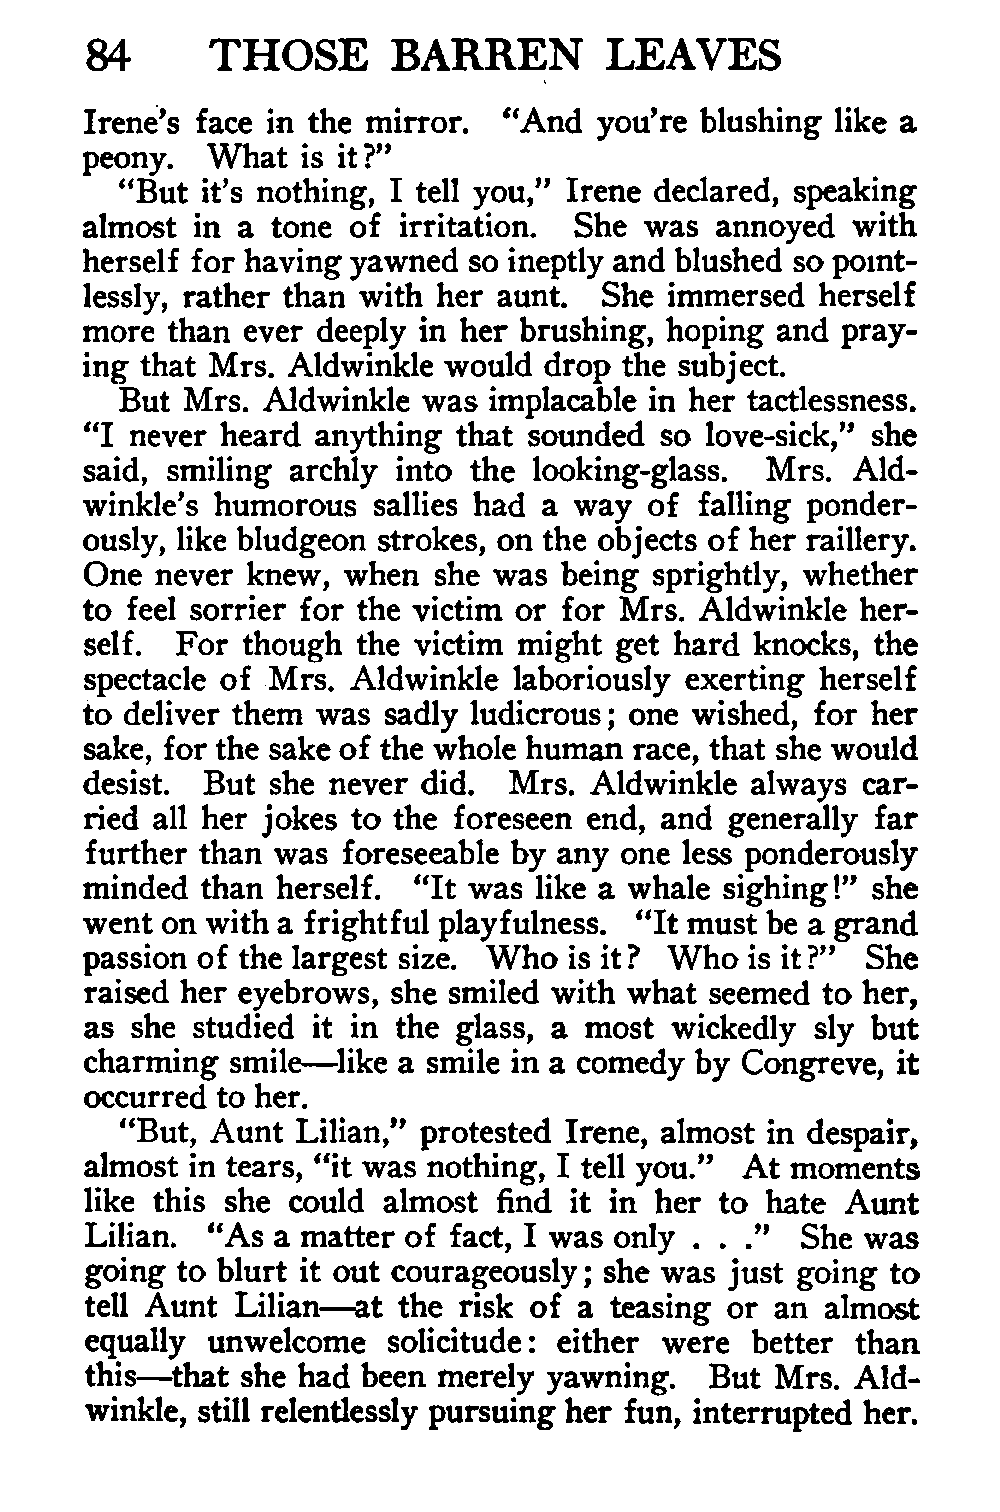 84 THOSE BARREN LEAVES
Irene's face in the mirror. "And you're blushing like a
peony. What is it?"
"But it's nothing, I tell you," Irene declared, speaking
almost in a tone of irritation. She was annoyed with
herself for having yawned so ineptly and blushed so point-
lessly, rather than with her aunt. She immersed herself
more than ever deeply in her brushing, hoping and pray-
ing that Mrs. Aldwinkle would drop the subject.
But Mrs. Aldwinkle was implacable in her tactlessness.
"I never heard anything that sounded so love-sick," she
said, smiling archly into the looking-glass. Mrs. Ald-
winkle's humorous sallies had a way of falling ponder-
ously, like bludgeon strokes, on the objects of her raillery.
One never knew, when she was being sprightly, whether
to feel sorrier for the victim or for Mrs. Aldwinkle her-
self. For though the victim might get hard knocks, the
spectacle of Mrs. Aldwinkle laboriously exerting herself
to deliver them was sadly ludicrous; one wished, for her
sake, for the sake of the whole human race, that she would
desist. But she never did. Mrs. Aldwinkle always car-
ried all her jokes to the foreseen end, and generally far
further than was foreseeable by any one less ponderously
minded than herself. "It was like a whale sighing!" she
went on with a frightful playfulness. "It must be a grand
passion of the largest size. Who is it? Who is it?" She
raised her eyebrows, she smiled with what seemed to her,
as she studied it in the glass, a most wickedly sly but
charming smile—like a smile in a comedy by Congreve, it
occurred to her.
"But, Aunt Lilian," protested Irene, almost in despair,
almost in tears, "it was nothing, I tell you." At moments
like this she could almost find it in her to hate Aunt
Lilian. "As a matter of fact, I was only . . ." She was
going to blurt it out courageously; she was just going to
tell Aunt Lilian—at the risk of a teasing or an almost
equally unwelcome solicitude: either were better than
this—that she had been merely yawning. But Mrs. Ald-
winkle, still relentlessly pursuing her fun, interrupted her.